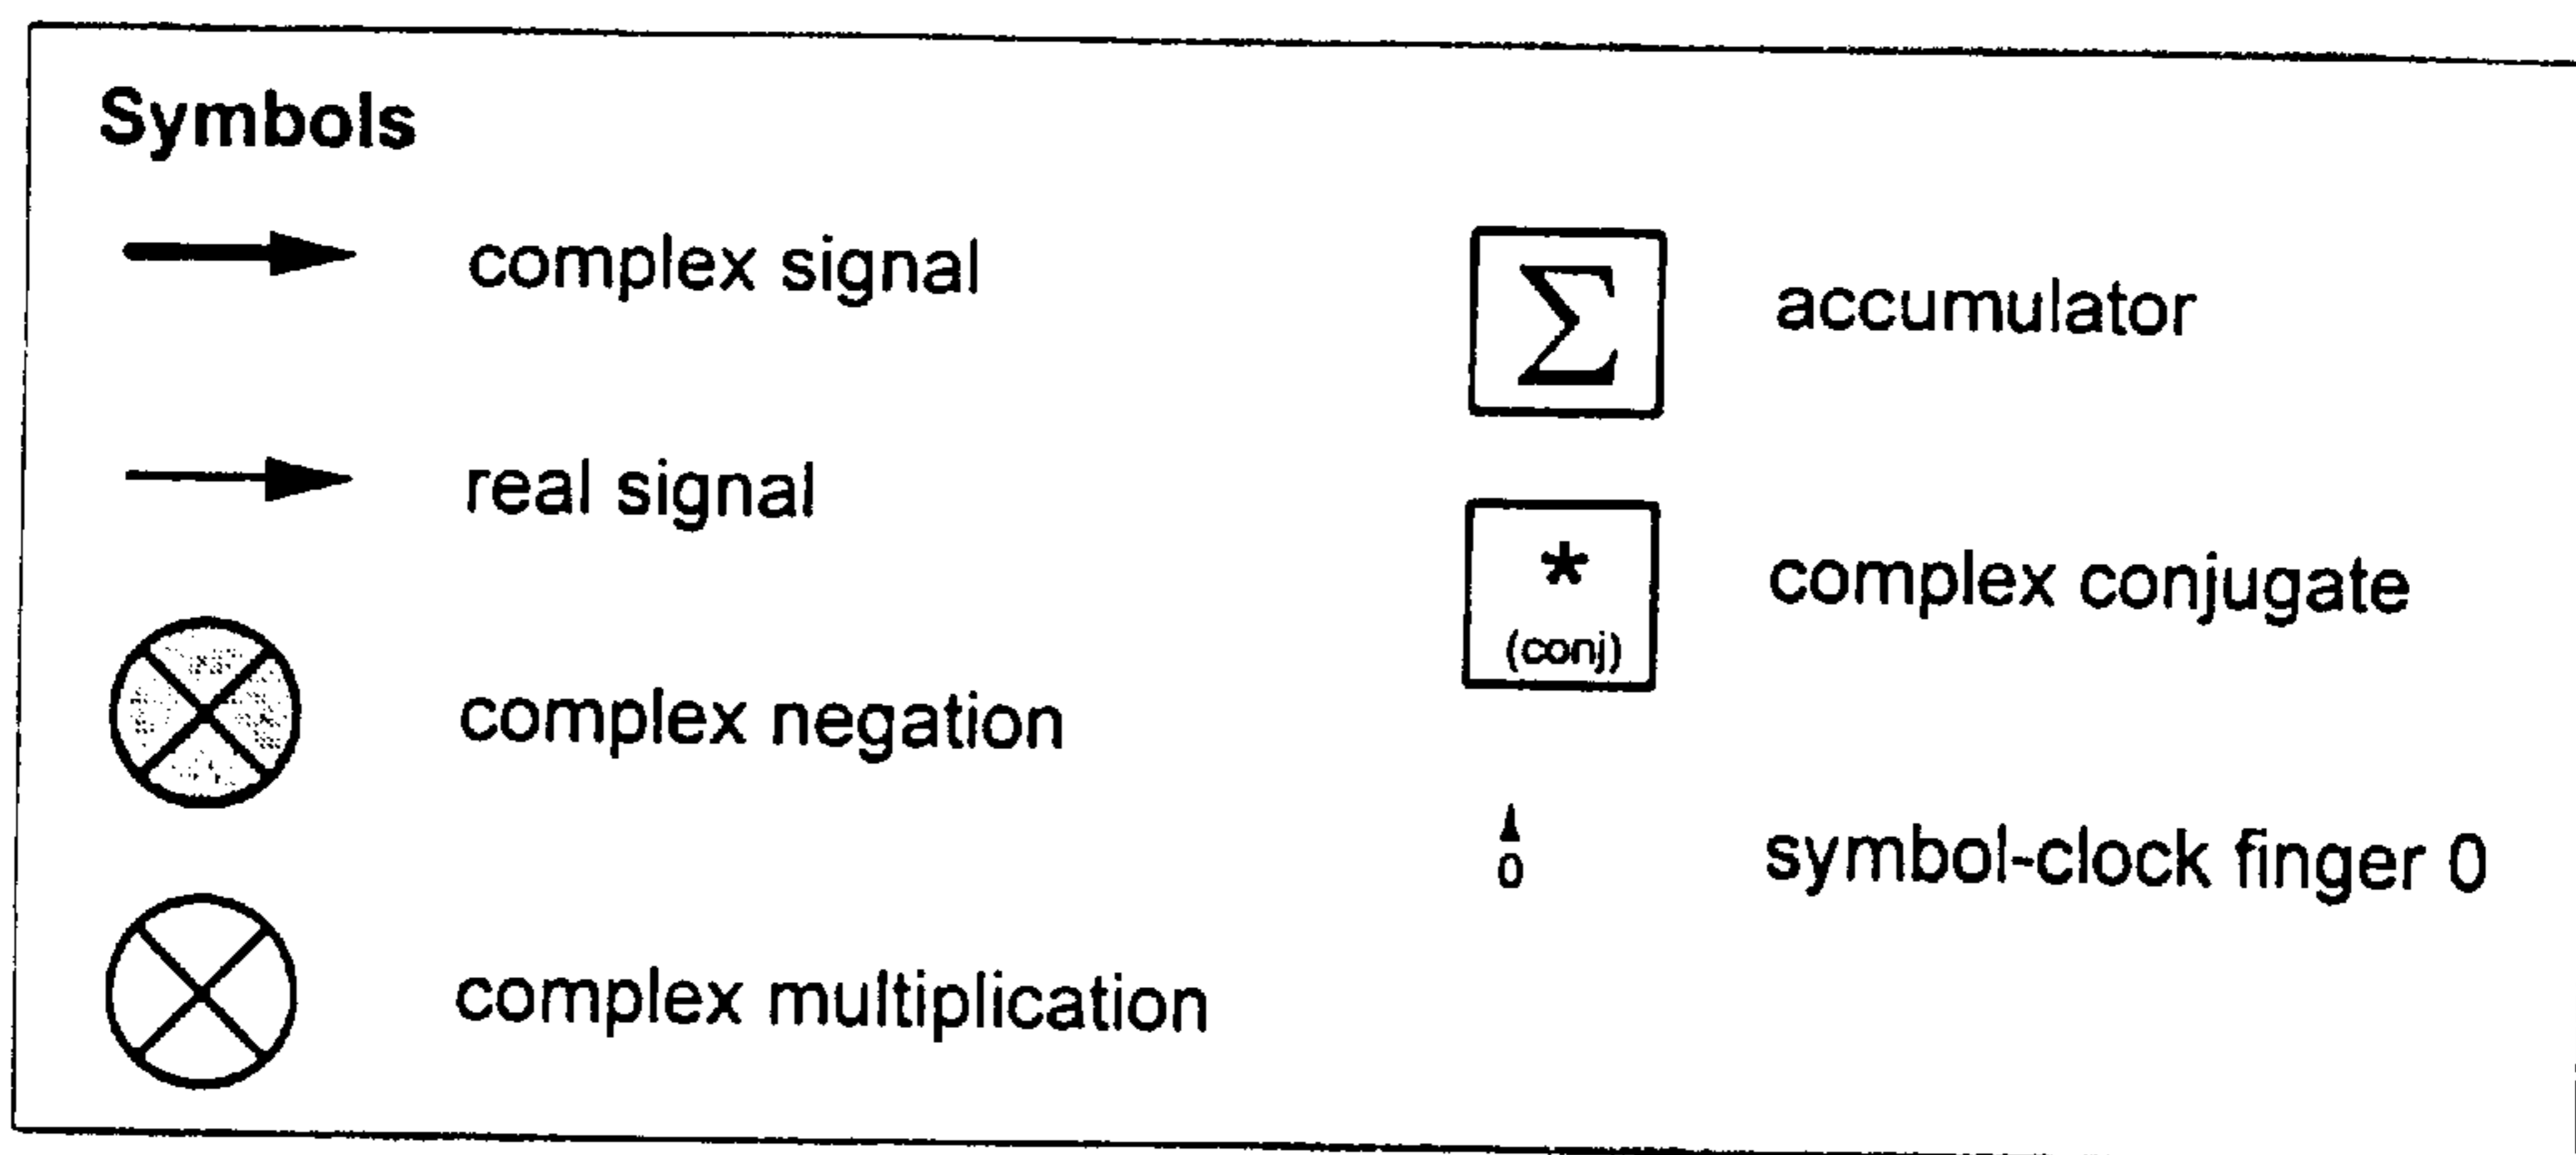 Symbols
complex signal
real signal
complex negation
complex multiplication
Σ accumulator
* complex conjugate
(conj)
0 symbol-clock finger 0